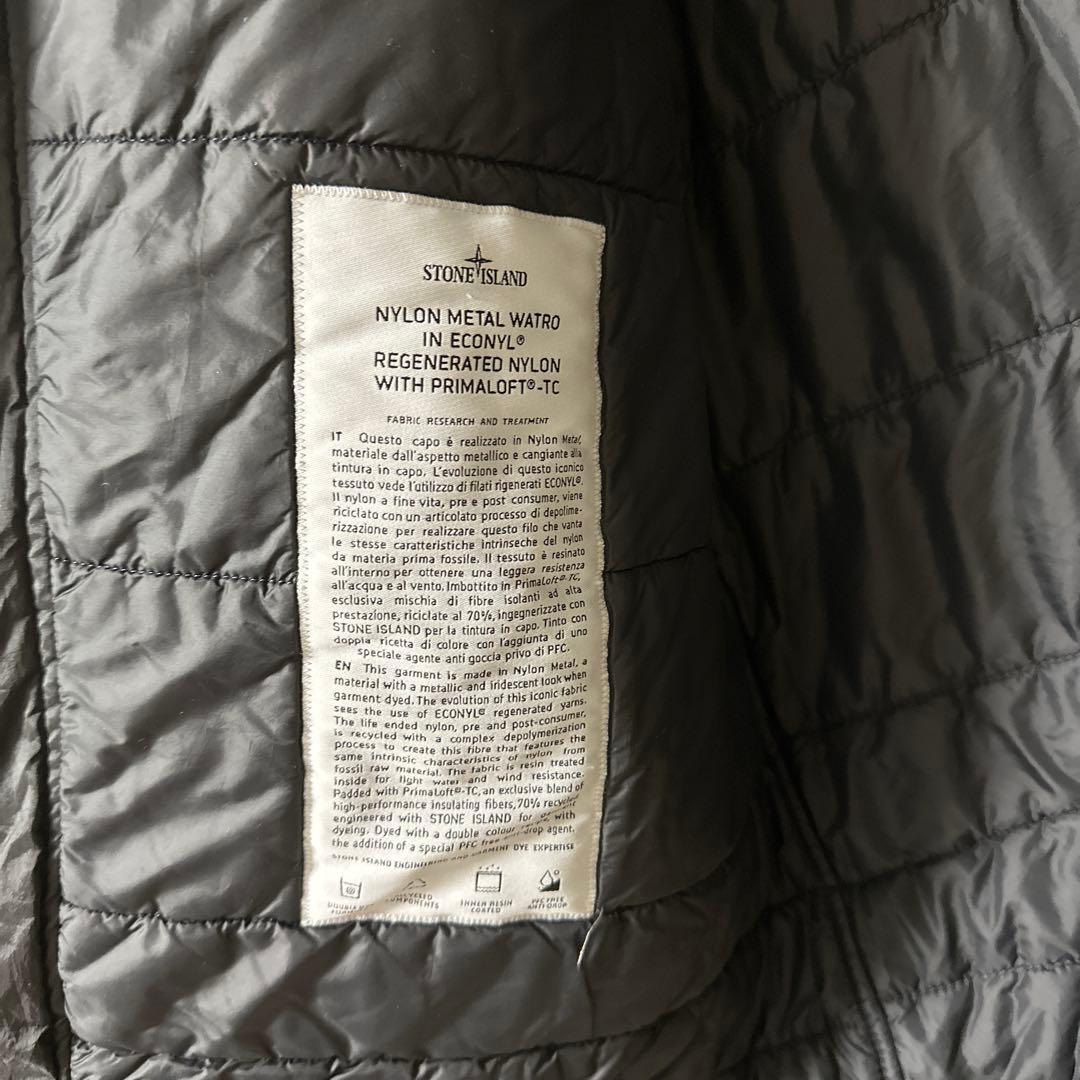 STONE ISLAND
NYLON METAL WATRO
IN ECONYL®
REGENERATED NYLON
WITH PRIMALOFT®-TC
FABRIC RESEARCH AND TREATMENT
IT Questo capo è realizzato in Nylon Metal,
materiale dall'aspetto metallico e cangiante alla
tintura in capo. L'evoluzione di questo iconico
tessuto vede l'utilizzo di filati rigenerati ECONYL®.
Il nylon a fine vita, pre e post consumer, viene
riciclato con un articolato processo di depolime-
rizzazione per realizzare questo filo che vanta
le stesse caratteristiche intrinseche del nylon
da materia prima fossile. Il tessuto è resinato
all'interno per ottenere una leggera resistenza
all'acqua e al vento. Imbottito in PrimaLoft®-TC,
esclusiva mischia di fibre isolanti ad alta
prestazione, riciclate al 70%, ingegnerizzate con
STONE ISLAND per la tintura in capo. Tinto con
doppia ricetta di colore con l'aggiunta di uno
speciale agente anti goccia privo di PFC.
EN This garment is made in Nylon Metal, a
material with a metallic and iridescent look when
garment dyed. The evolution of this iconic fabric
sees the use of ECONYL® regenerated yarns.
The life ended nylon, pre and post-consumer,
is recycled with a complex depolymerization
process to create this fibre that features the
same intrinsic characteristics of nylon from
fossil raw material. The fabric is resin treated
inside for light water and wind resistance.
Padded with PrimaLoft®-TC, an exclusive blend of
high-performance insulating fibers, 70% recycled
engineered with STONE ISLAND for garment
dyeing. Dyed with a double colour with
the addition of a special PFC free anti-drop agent.
STONE ISLAND ENGINEERING AND GARMENT DYE EXPERTISE
INNER RESIN
COATED
PFC FREE
ANTI-DROP
RECYCLED
COMPONENTS